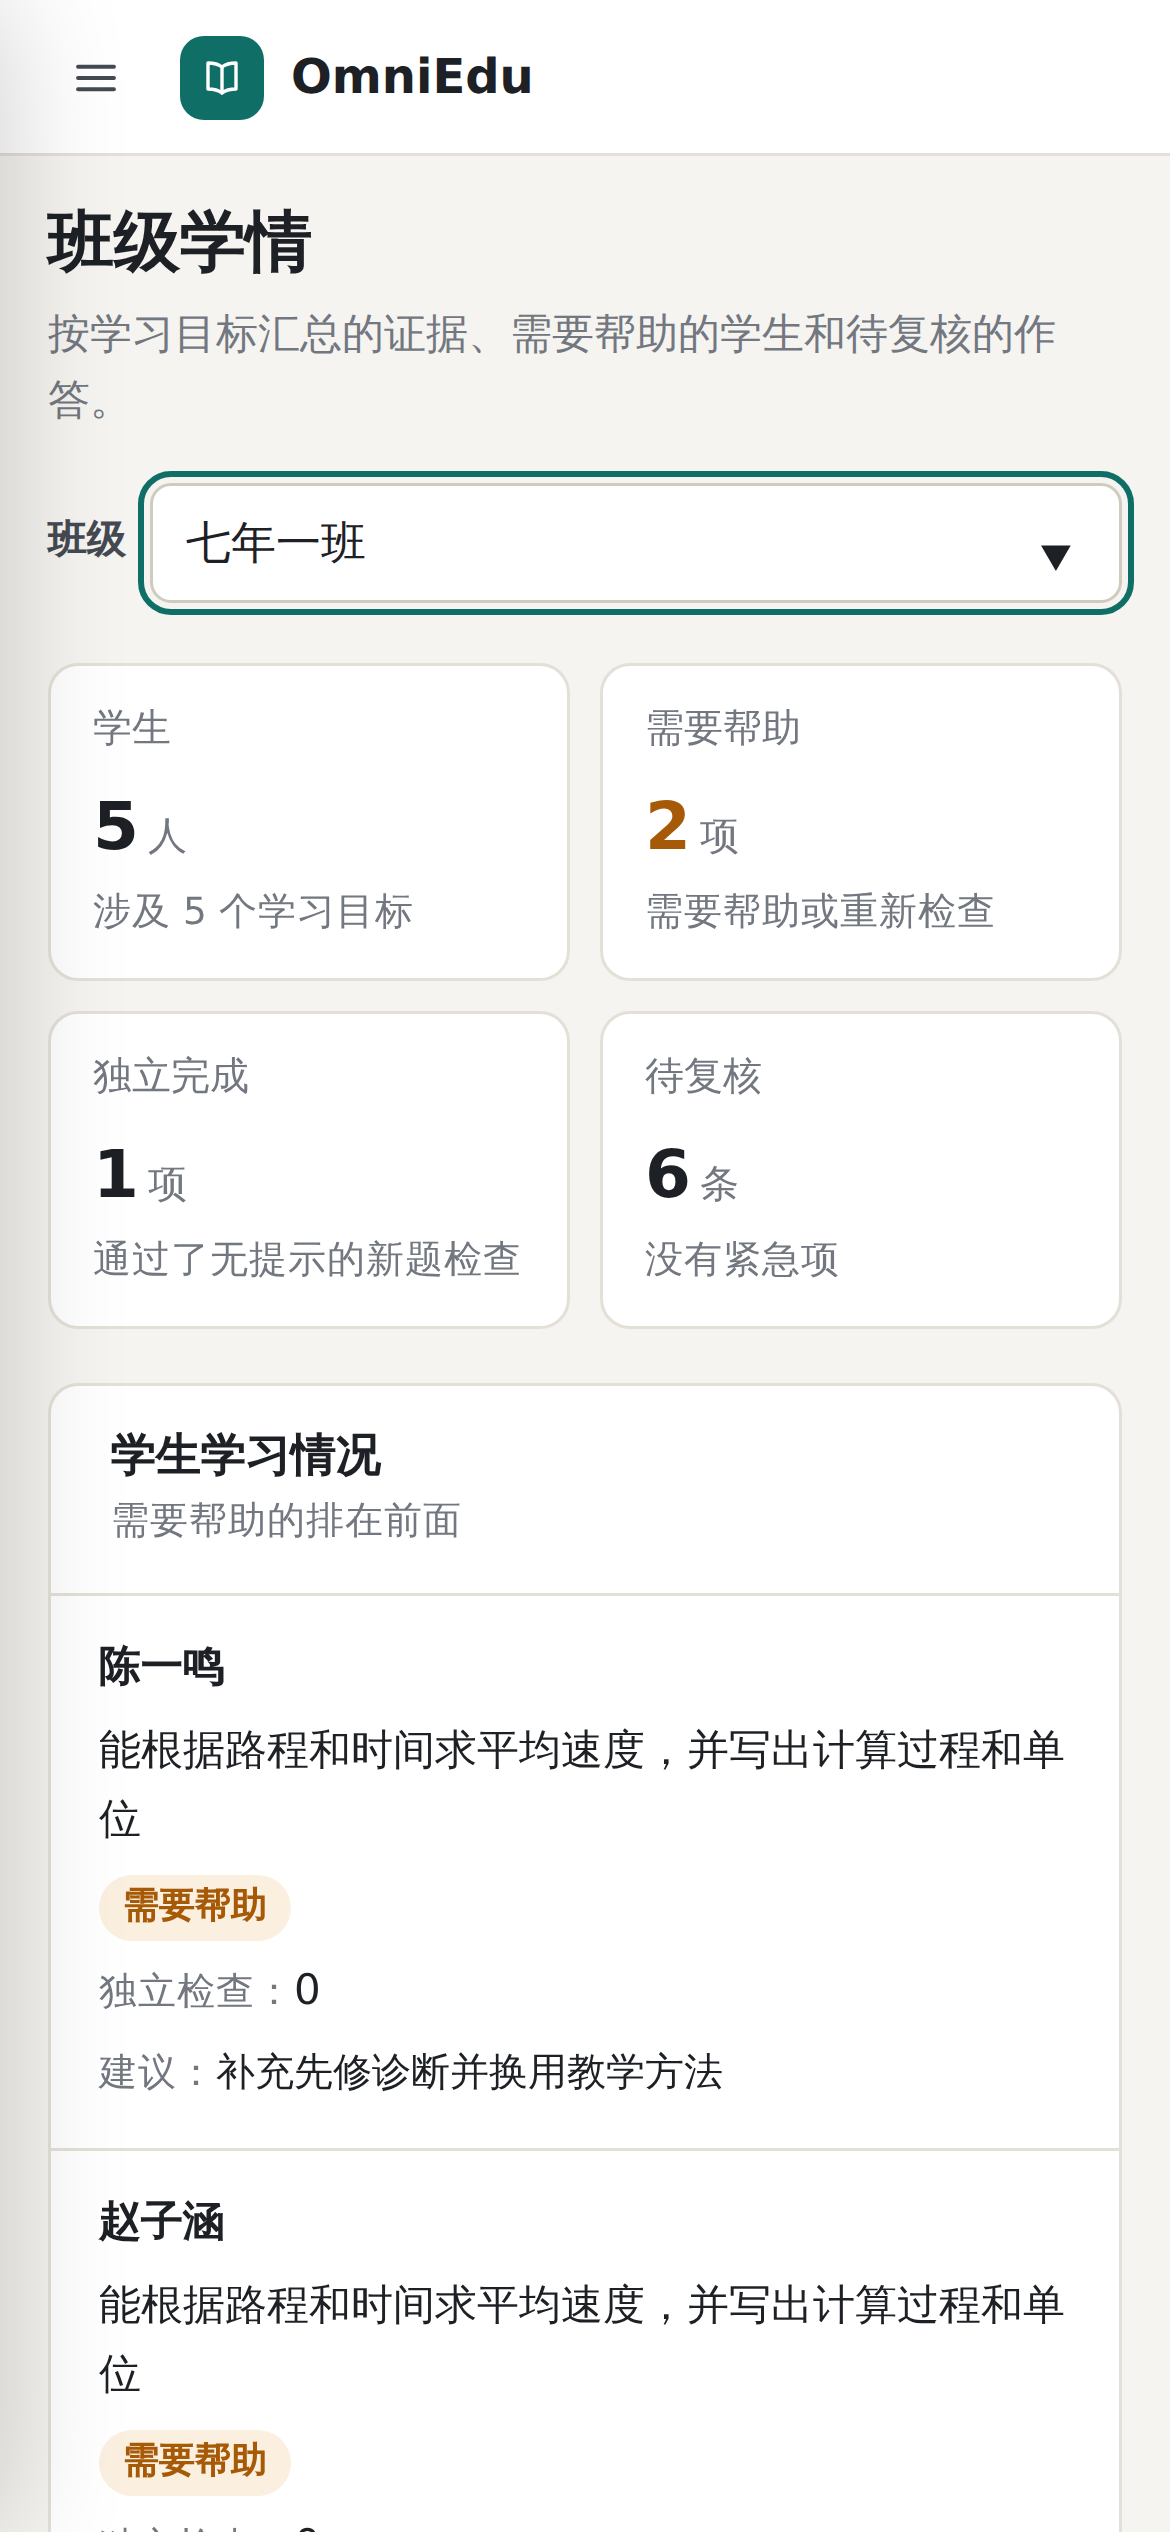 OmniEdu
班级学情
按学习目标汇总的证据、需要帮助的学生和待复核的作
答。
班级
七年一班
学生
5 人
涉及 5 个学习目标
需要帮助
2 项
需要帮助或重新检查
独立完成
1 项
通过了无提示的新题检查
待复核
6 条
没有紧急项
学生学习情况
需要帮助的排在前面
陈一鸣
能根据路程和时间求平均速度，并写出计算过程和单
位
需要帮助
独立检查：0
建议：补充先修诊断并换用教学方法
赵子涵
能根据路程和时间求平均速度，并写出计算过程和单
位
需要帮助